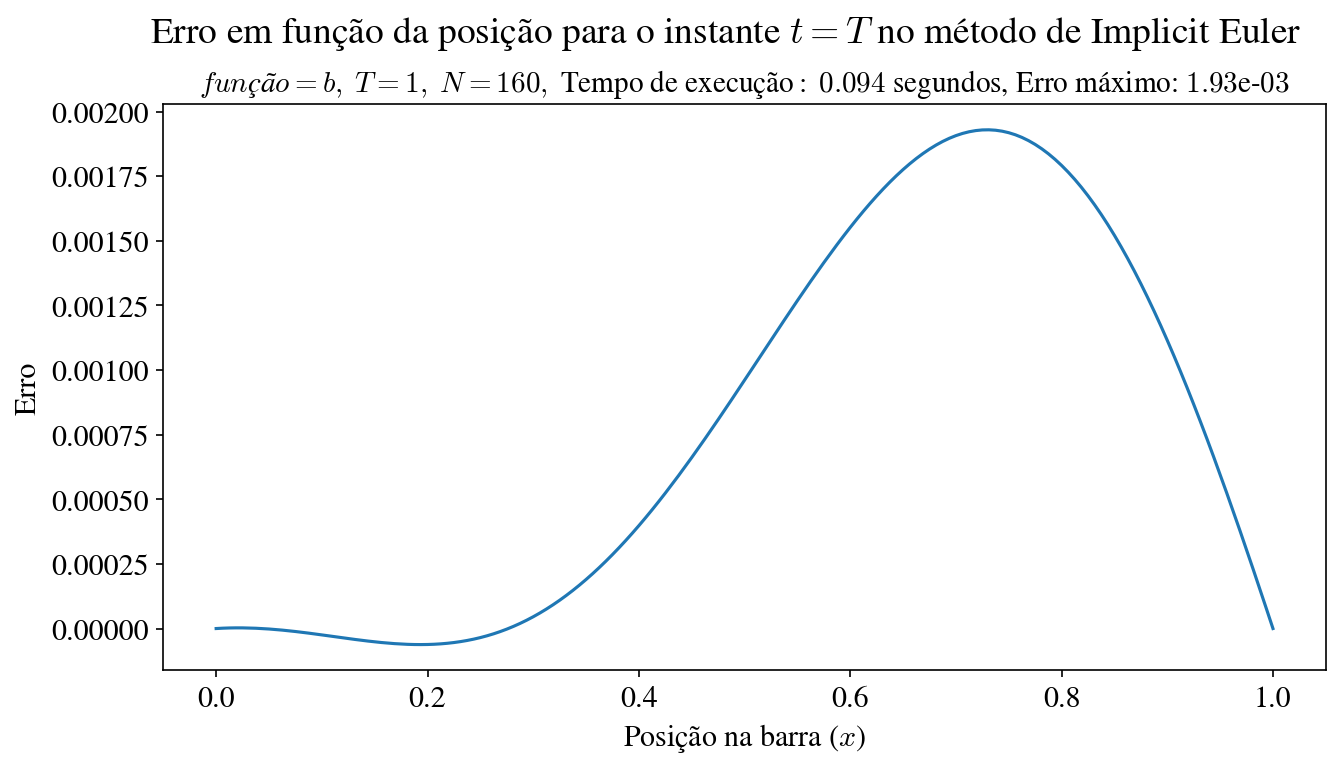 Erro em função da posição para o instante t = T no método de Implicit Euler
função = b, T = 1, N = 160, Tempo de execução : 0.094 segundos, Erro máximo: 1.93e-03
0.00200
0.00175
0.00150
0.00125
0.00100
0.00075
0.00050
0.00025
0.00000
Erro
0.0 0.2 0.4 0.6 0.8 1.0
Posição na barra (x)